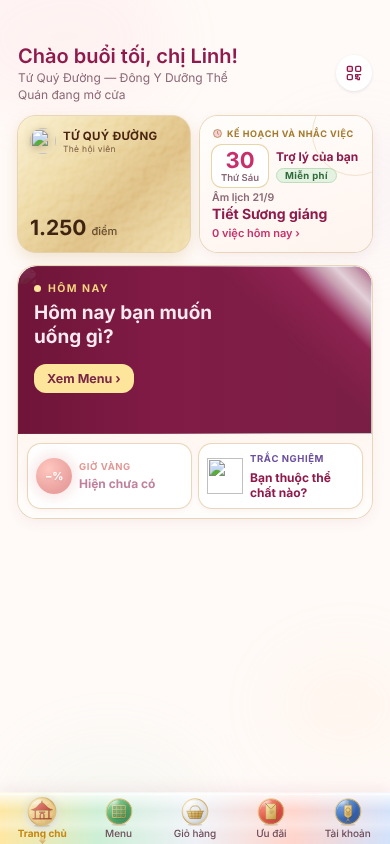 Chào buổi tối, chị Linh!
Tứ Quý Đường — Đông Y Dưỡng Thể
Quán đang mở cửa
TỨ QUÝ ĐƯỜNG
Thẻ hội viên
1.250 điểm
KẾ HOẠCH VÀ NHẮC VIỆC
30
Thứ Sáu
Trợ lý của bạn
Miễn phí
Âm lịch 21/9
Tiết Sương giáng
0 việc hôm nay ›
HÔM NAY
Hôm nay bạn muốn
uống gì?
Xem Menu ›
−%
GIỜ VÀNG
Hiện chưa có
TRẮC NGHIỆM
Bạn thuộc thể
chất nào?
Trang chủ
Menu
Giỏ hàng
Ưu đãi
Tài khoản